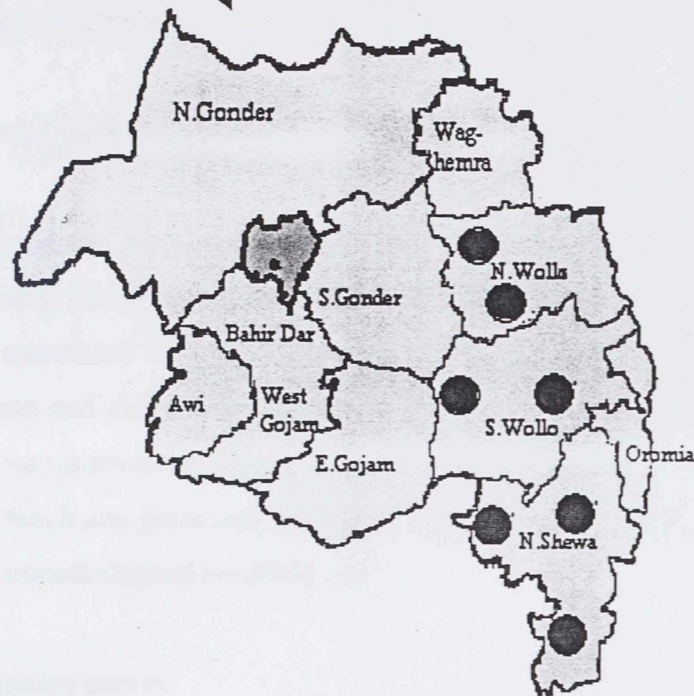 N.Gonder
Wag-
hemra
N.Wollo
S.Gonder
Bahir Dar
Awi
West
Gojam
S.Wollo
E.Gojam
Oromia
N.Shewa